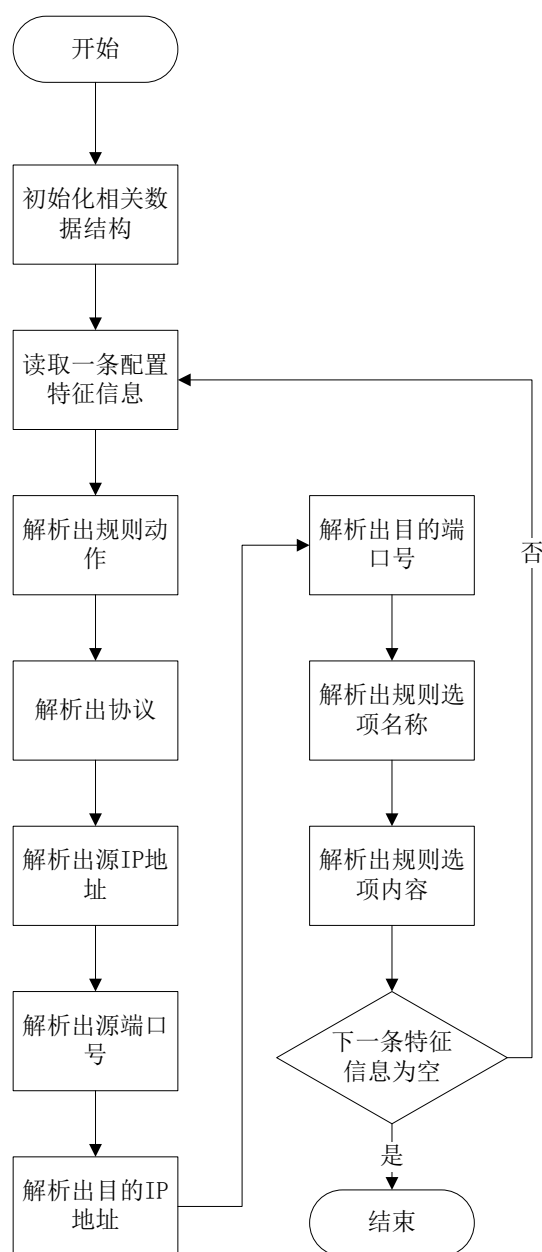 开始
初始化相关数
据结构
读取一条配置
特征信息
解析出规则动
作
解析出协议
解析出源IP地
址
解析出源端口
号
解析出目的IP
地址
解析出目的端
口号
解析出规则选
项名称
解析出规则选
项内容
下一条特征
信息为空
否
是
结束